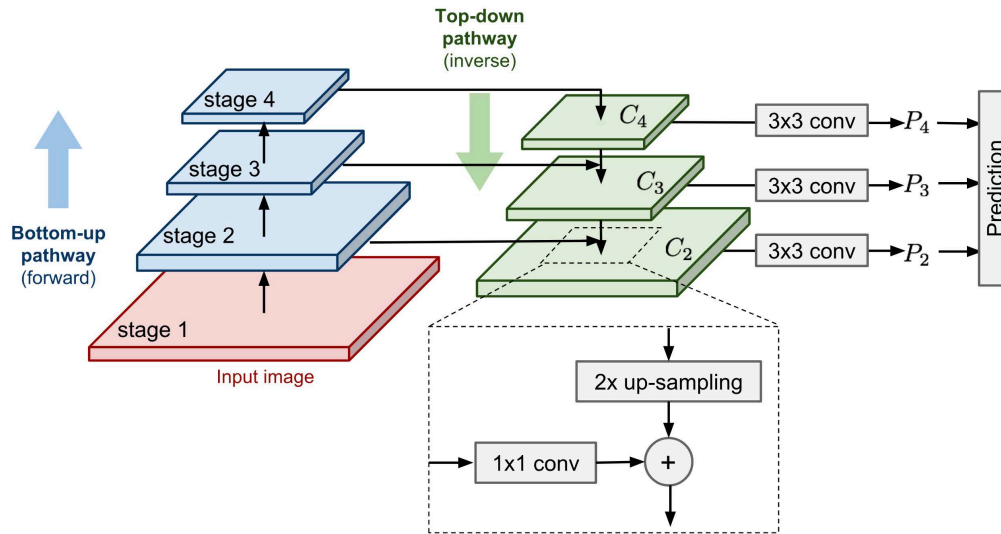 Top-down
pathway
(inverse)
stage 4
C₄
3x3 conv
P₄
stage 3
C₃
3x3 conv
P₃
Prediction
Bottom-up
pathway
(forward)
stage 2
C₂
3x3 conv
P₂
stage 1
Input image
2x up-sampling
1x1 conv
+